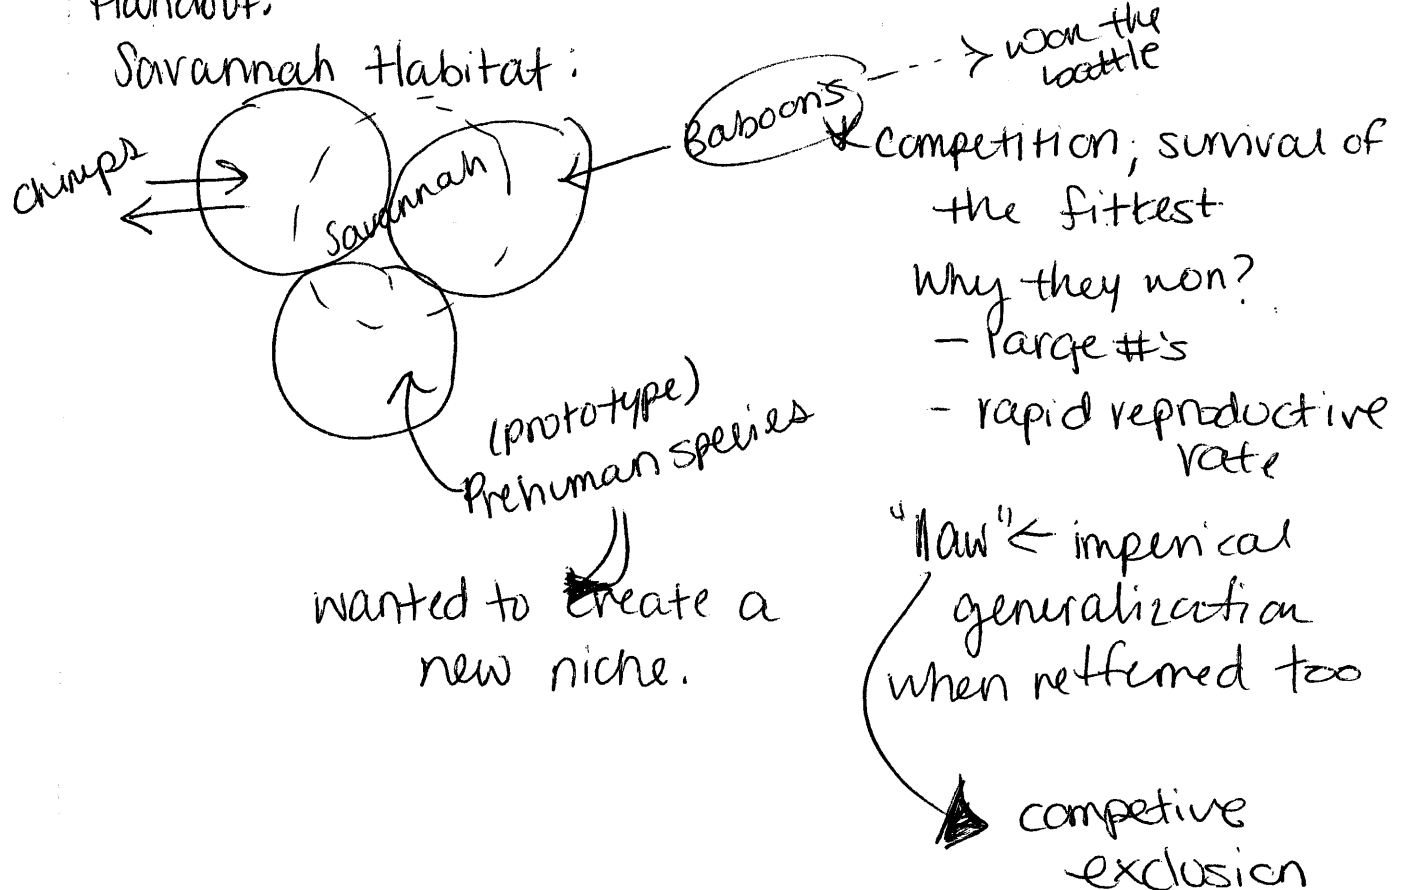 Handout:
Savannah Habitat:
chimps
Savannah
Baboons
won the
battle
competition; survival of
the fittest
Why they won?
- large #'s
- rapid reproductive
rate
(prototype)
Prehuman species
wanted to create a
new niche.
"law" ← imperical
generalization
when refferred too
competive
exclusion